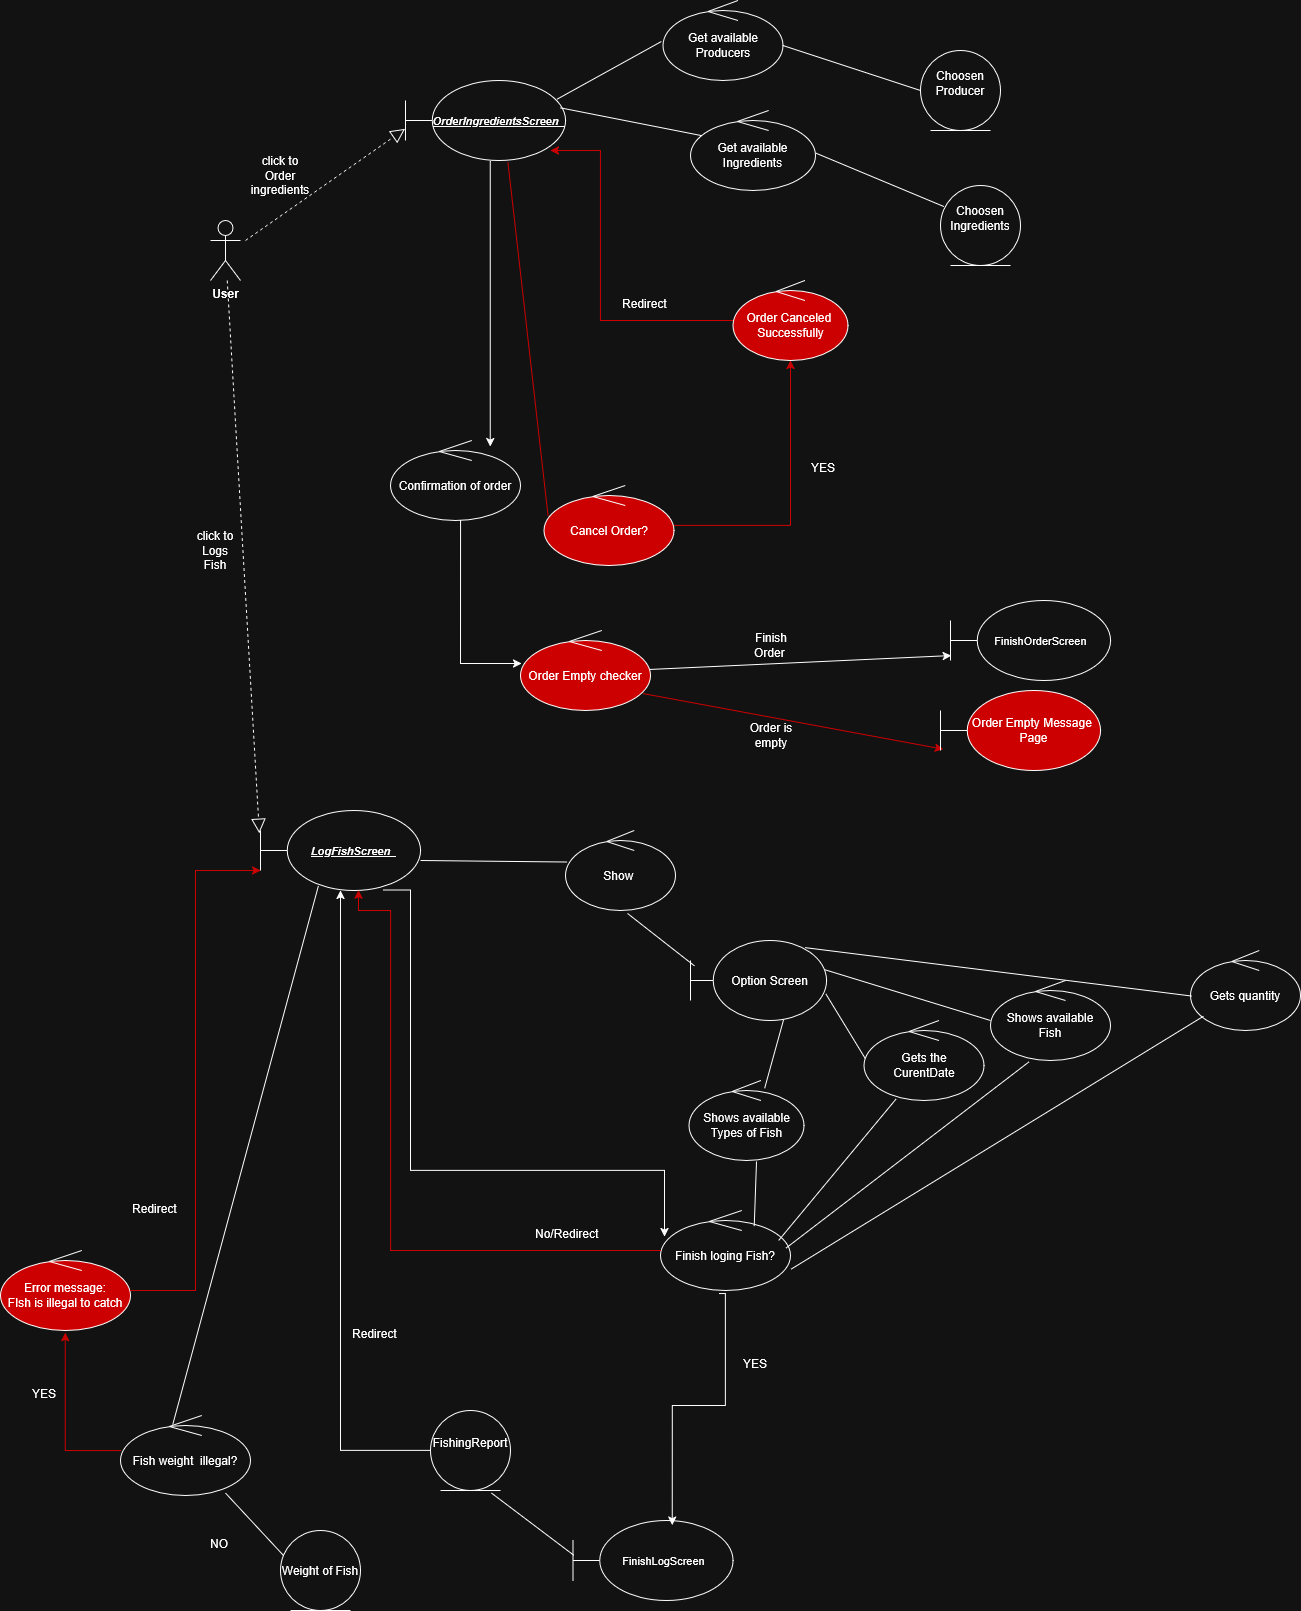 Get available
Producers
Choosen
Producer
OrderIngredientsScreen
Get available
Ingredients
click to
Order
ingredients
Choosen
Ingredients
User
Redirect
Order Canceled
Successfully
YES
Confirmation of order
Cancel Order?
click to
Logs
Fish
Finish
Order
FinishOrderScreen
Order Empty checker
Order is
empty
Order Empty Message
Page
LogFishScreen
Show
Option Screen
Gets quantity
Shows available
Fish
Gets the
CurentDate
Shows available
Types of Fish
Redirect
No/Redirect
Finish loging Fish?
Error message:
FIsh is illegal to catch
Redirect
YES
YES
FishingReport
Fish weight  illegal?
NO
Weight of Fish
FinishLogScreen